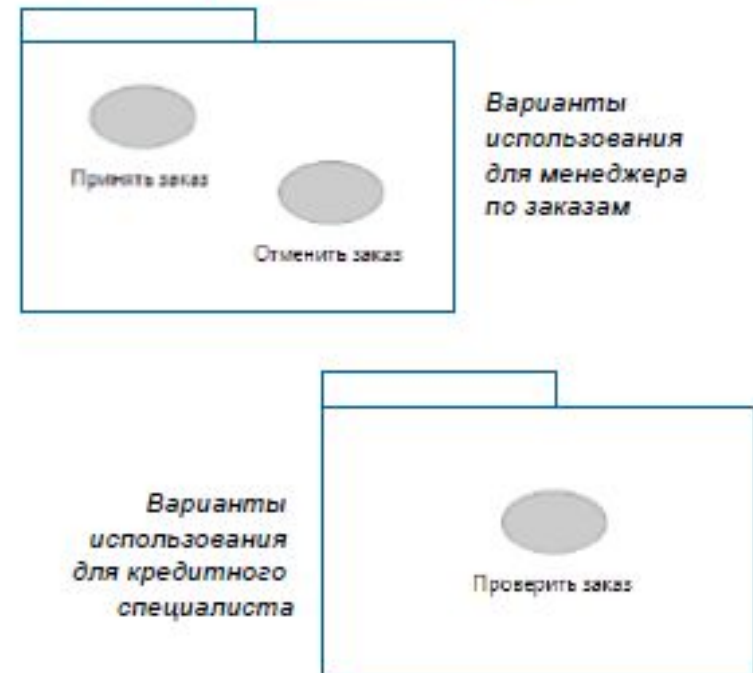 Варианты
использования
для менеджера
по заказам
Принять заказ
Отменить заказ
Варианты
использования
для кредитного
специалиста
Проверить заказ